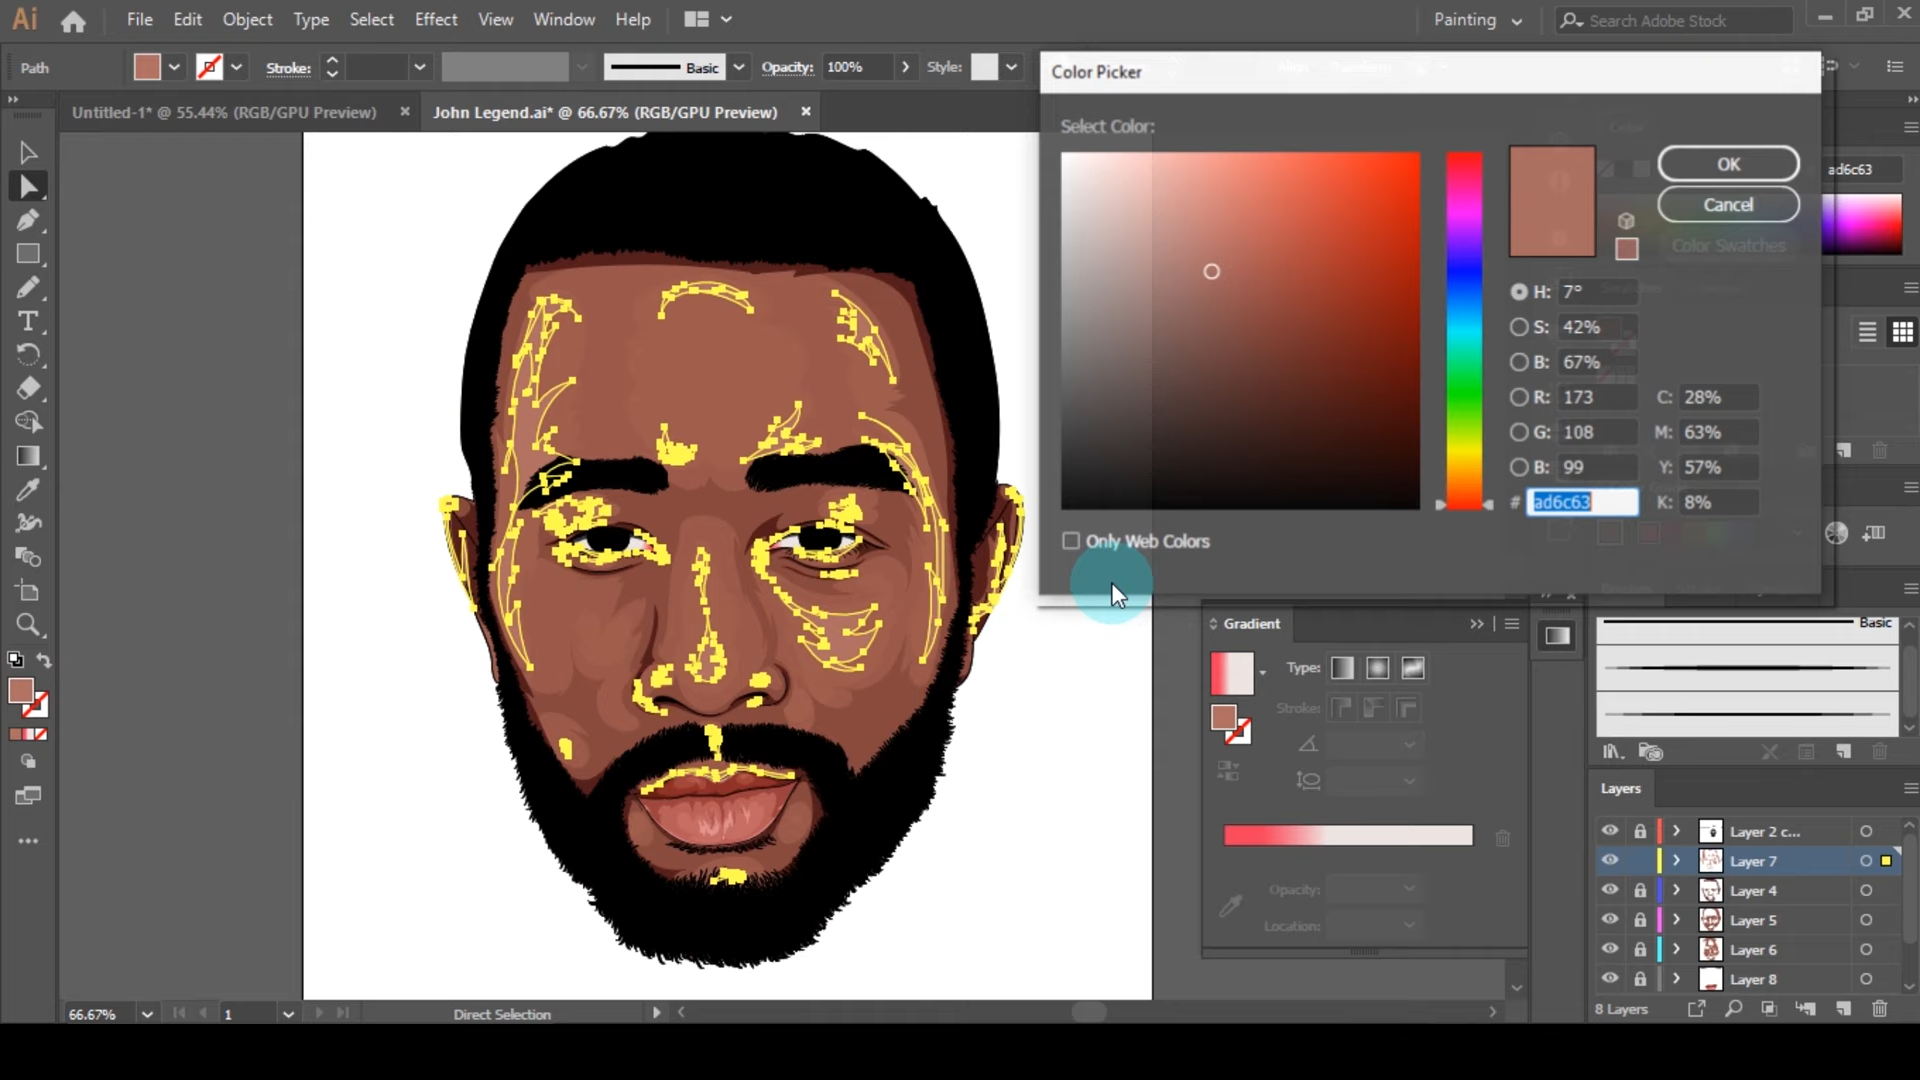 Ai File Edit Object Type Select Effect View Window Help Painting Search Adobe Stock
Path Stroke: Basic Opacity: 100% Style:
Color Picker
Untitled-1* @ 55.44% (RGB/GPU Preview) × John Legend.ai* @ 66.67% (RGB/GPU Preview) ×
Select Color:
OK
ad6c63
Cancel
Color Swatches
H: 7°
S: 42%
B: 67%
R: 173 C: 28%
G: 108 M: 63%
B: 99 Y: 57%
# ad6c63 K: 8%
Only Web Colors
Gradient
Basic
Type:
Stroke:
Layers
Layer 2 c...
Layer 7
Opacity:
Layer 4
Location:
Layer 5
Layer 6
Layer 8
66.67% 1 Direct Selection
8 Layers